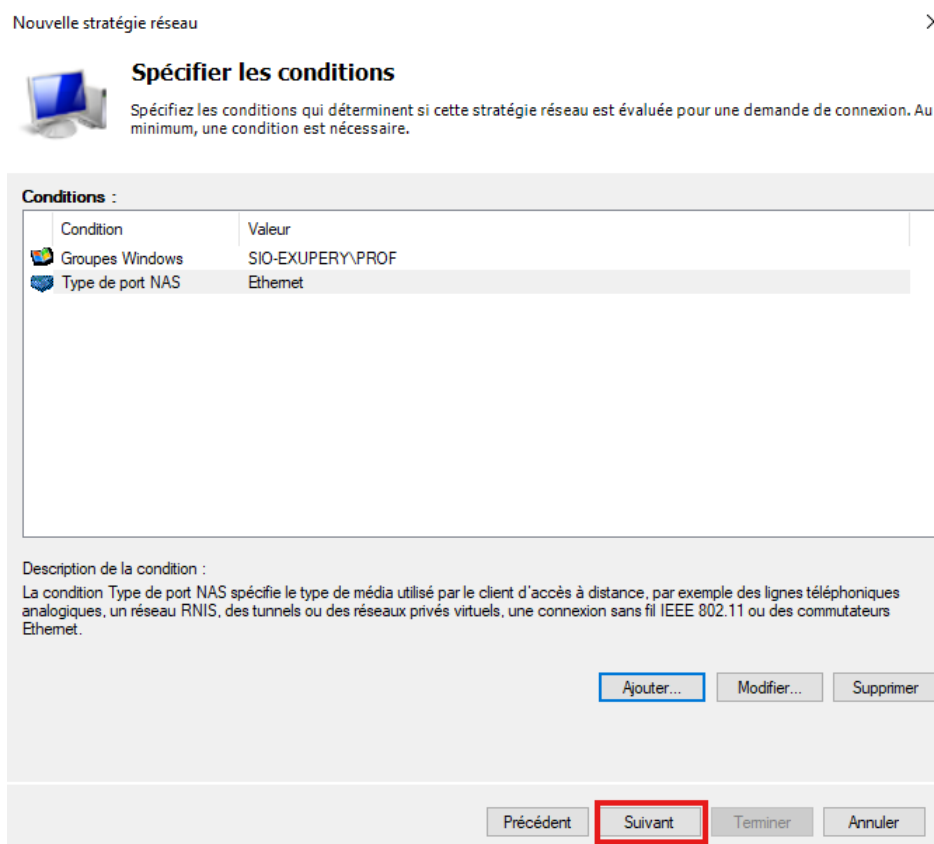 Nouvelle stratégie réseau
Spécifier les conditions
Spécifiez les conditions qui déterminent si cette stratégie réseau est évaluée pour une demande de connexion. Au
minimum, une condition est nécessaire.
Conditions :
Condition Valeur
Groupes Windows SIO-EXUPERY\PROF
Type de port NAS Ethernet
Description de la condition :
La condition Type de port NAS spécifie le type de média utilisé par le client d'accès à distance, par exemple des lignes téléphoniques
analogiques, un réseau RNIS, des tunnels ou des réseaux privés virtuels, une connexion sans fil IEEE 802.11 ou des commutateurs
Ethernet.
Ajouter... Modifier... Supprimer
Précédent Suivant Terminer Annuler